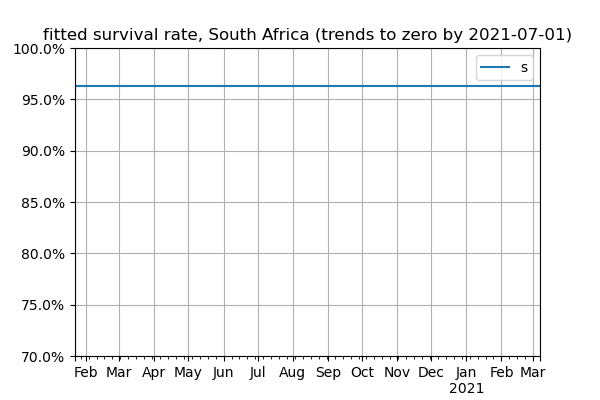 fitted survival rate, South Africa (trends to zero by 2021-07-01)
100.0%
s
95.0%
90.0%
85.0%
80.0%
75.0%
70.0%
Feb Mar Apr May Jun Jul Aug Sep Oct Nov Dec Jan Feb Mar
2021